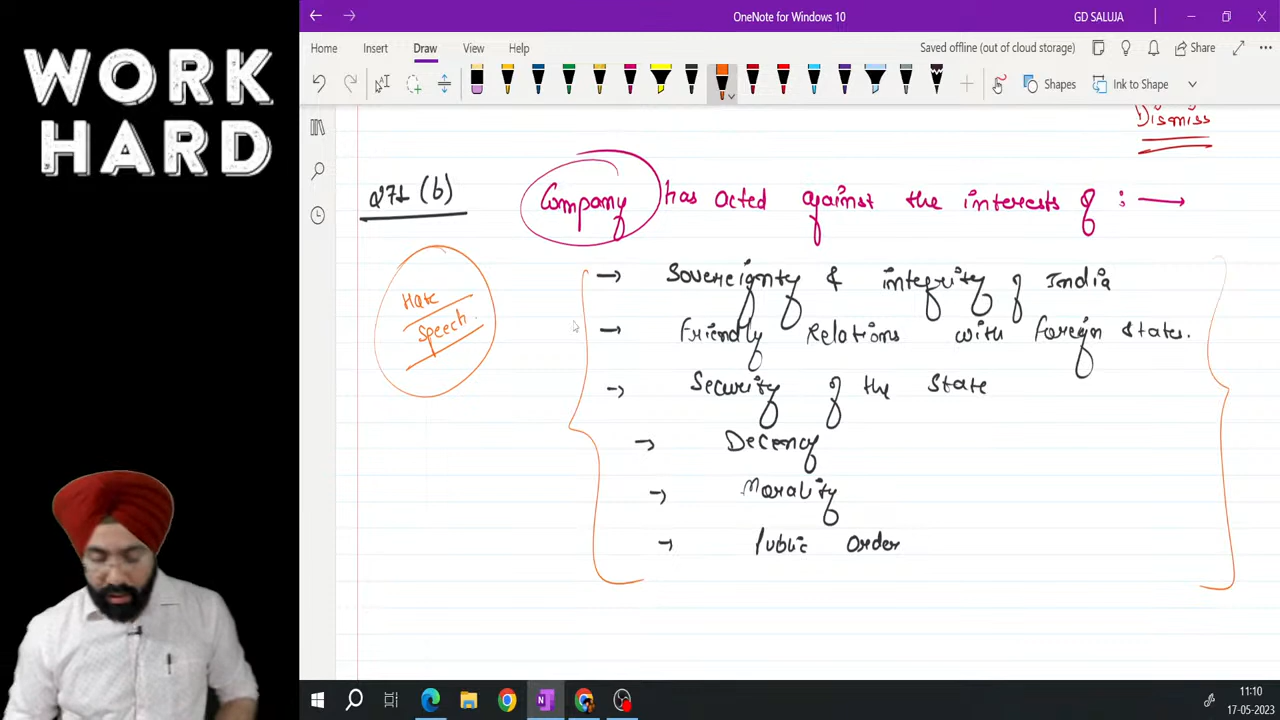 WORK
HARD
OneNote for Windows 10
GD SALUJA
Home Insert Draw View Help
Saved offline (out of cloud storage)
Share
Shapes
Ink to Shape
Dismiss
271 (b)
Company has acted against the interests of : →
Hate
Speech.
→ Sovereignty & integrity of India
→ Friendly Relations with Foreign States.
→ Security of the State
→ Decency
→ Morality
→ Public Order
11:10
17-05-2023